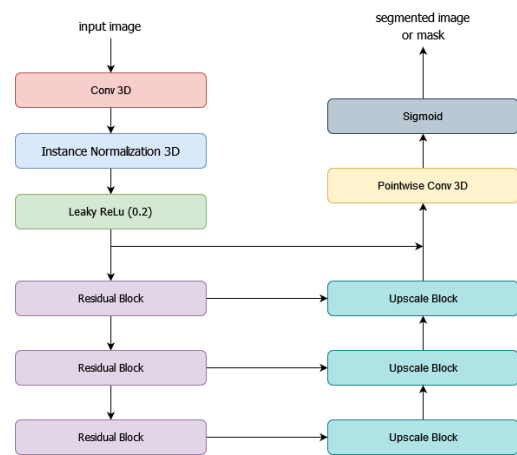 input image
segmented image
or mask
Conv 3D
Sigmoid
Instance Normalization 3D
Pointwise Conv 3D
Leaky ReLu (0.2)
Residual Block
Upscale Block
Residual Block
Upscale Block
Residual Block
Upscale Block